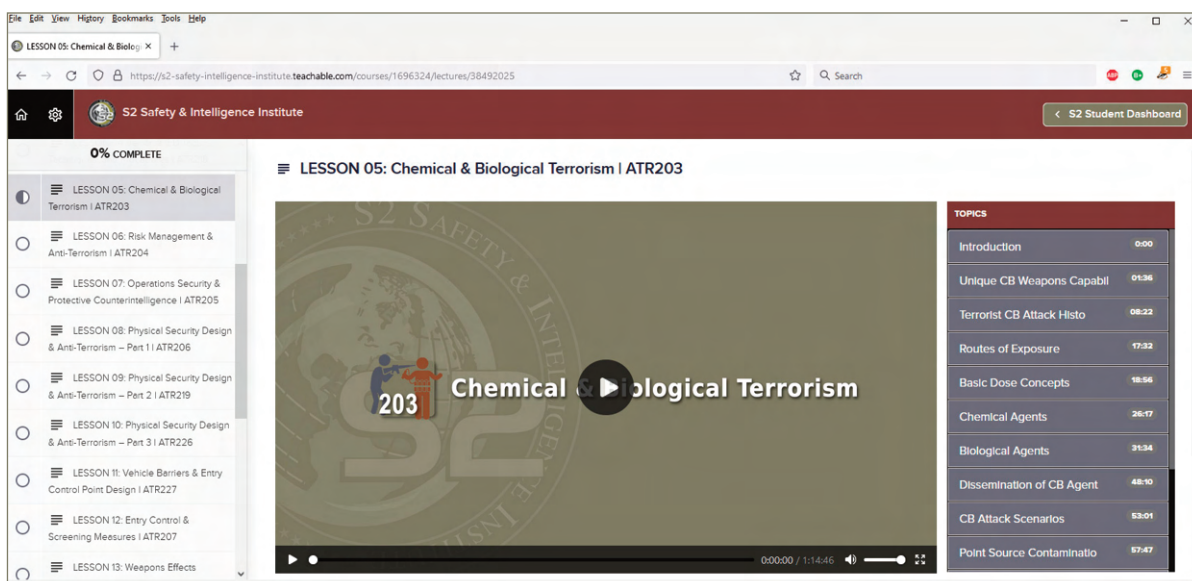 File Edit View History Bookmarks Tools Help
LESSON 05: Chemical & Biolog
https://s2-safety-intelligence-institute.teachable.com/courses/1696324/lectures/38492025
Search
S2 Safety & Intelligence Institute
S2 Student Dashboard
0% COMPLETE
LESSON 05: Chemical & Biological
Terrorism | ATR203
LESSON 06: Risk Management &
Anti-Terrorism | ATR204
LESSON 07: Operations Security &
Protective Counterintelligence | ATR205
LESSON 08: Physical Security Design
& Anti-Terrorism – Part 1 | ATR206
LESSON 09: Physical Security Design
& Anti-Terrorism – Part 2 | ATR219
LESSON 10: Physical Security Design
& Anti-Terrorism – Part 3 | ATR226
LESSON 11: Vehicle Barriers & Entry
Control Point Design | ATR227
LESSON 12: Entry Control &
Screening Measures | ATR207
LESSON 13: Weapons Effects
LESSON 05: Chemical & Biological Terrorism | ATR203
S2 SAFETY & INTELLIGENCE INSTIT
S2
203
Chemical & Biological Terrorism
0:00:00 / 1:14:46
TOPICS
Introduction 0:00
Unique CB Weapons Capabil 01:36
Terrorist CB Attack Histo 08:22
Routes of Exposure 17:32
Basic Dose Concepts 18:56
Chemical Agents 26:17
Biological Agents 31:34
Dissemination of CB Agent 48:10
CB Attack Scenarios 53:01
Point Source Contaminatio 57:47